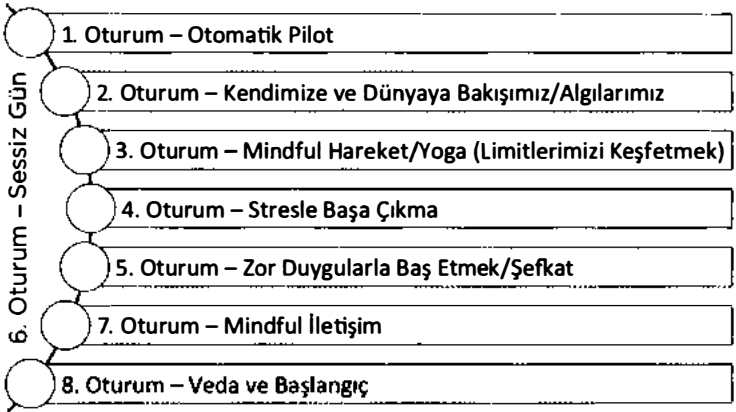 6. Oturum – Sessiz Gün
1. Oturum – Otomatik Pilot
2. Oturum – Kendimize ve Dünyaya Bakışımız/Algılarımız
3. Oturum – Mindful Hareket/Yoga (Limitlerimizi Keşfetmek)
4. Oturum – Stresle Başa Çıkma
5. Oturum – Zor Duygularla Baş Etmek/Şefkat
7. Oturum – Mindful İletişim
8. Oturum – Veda ve Başlangıç